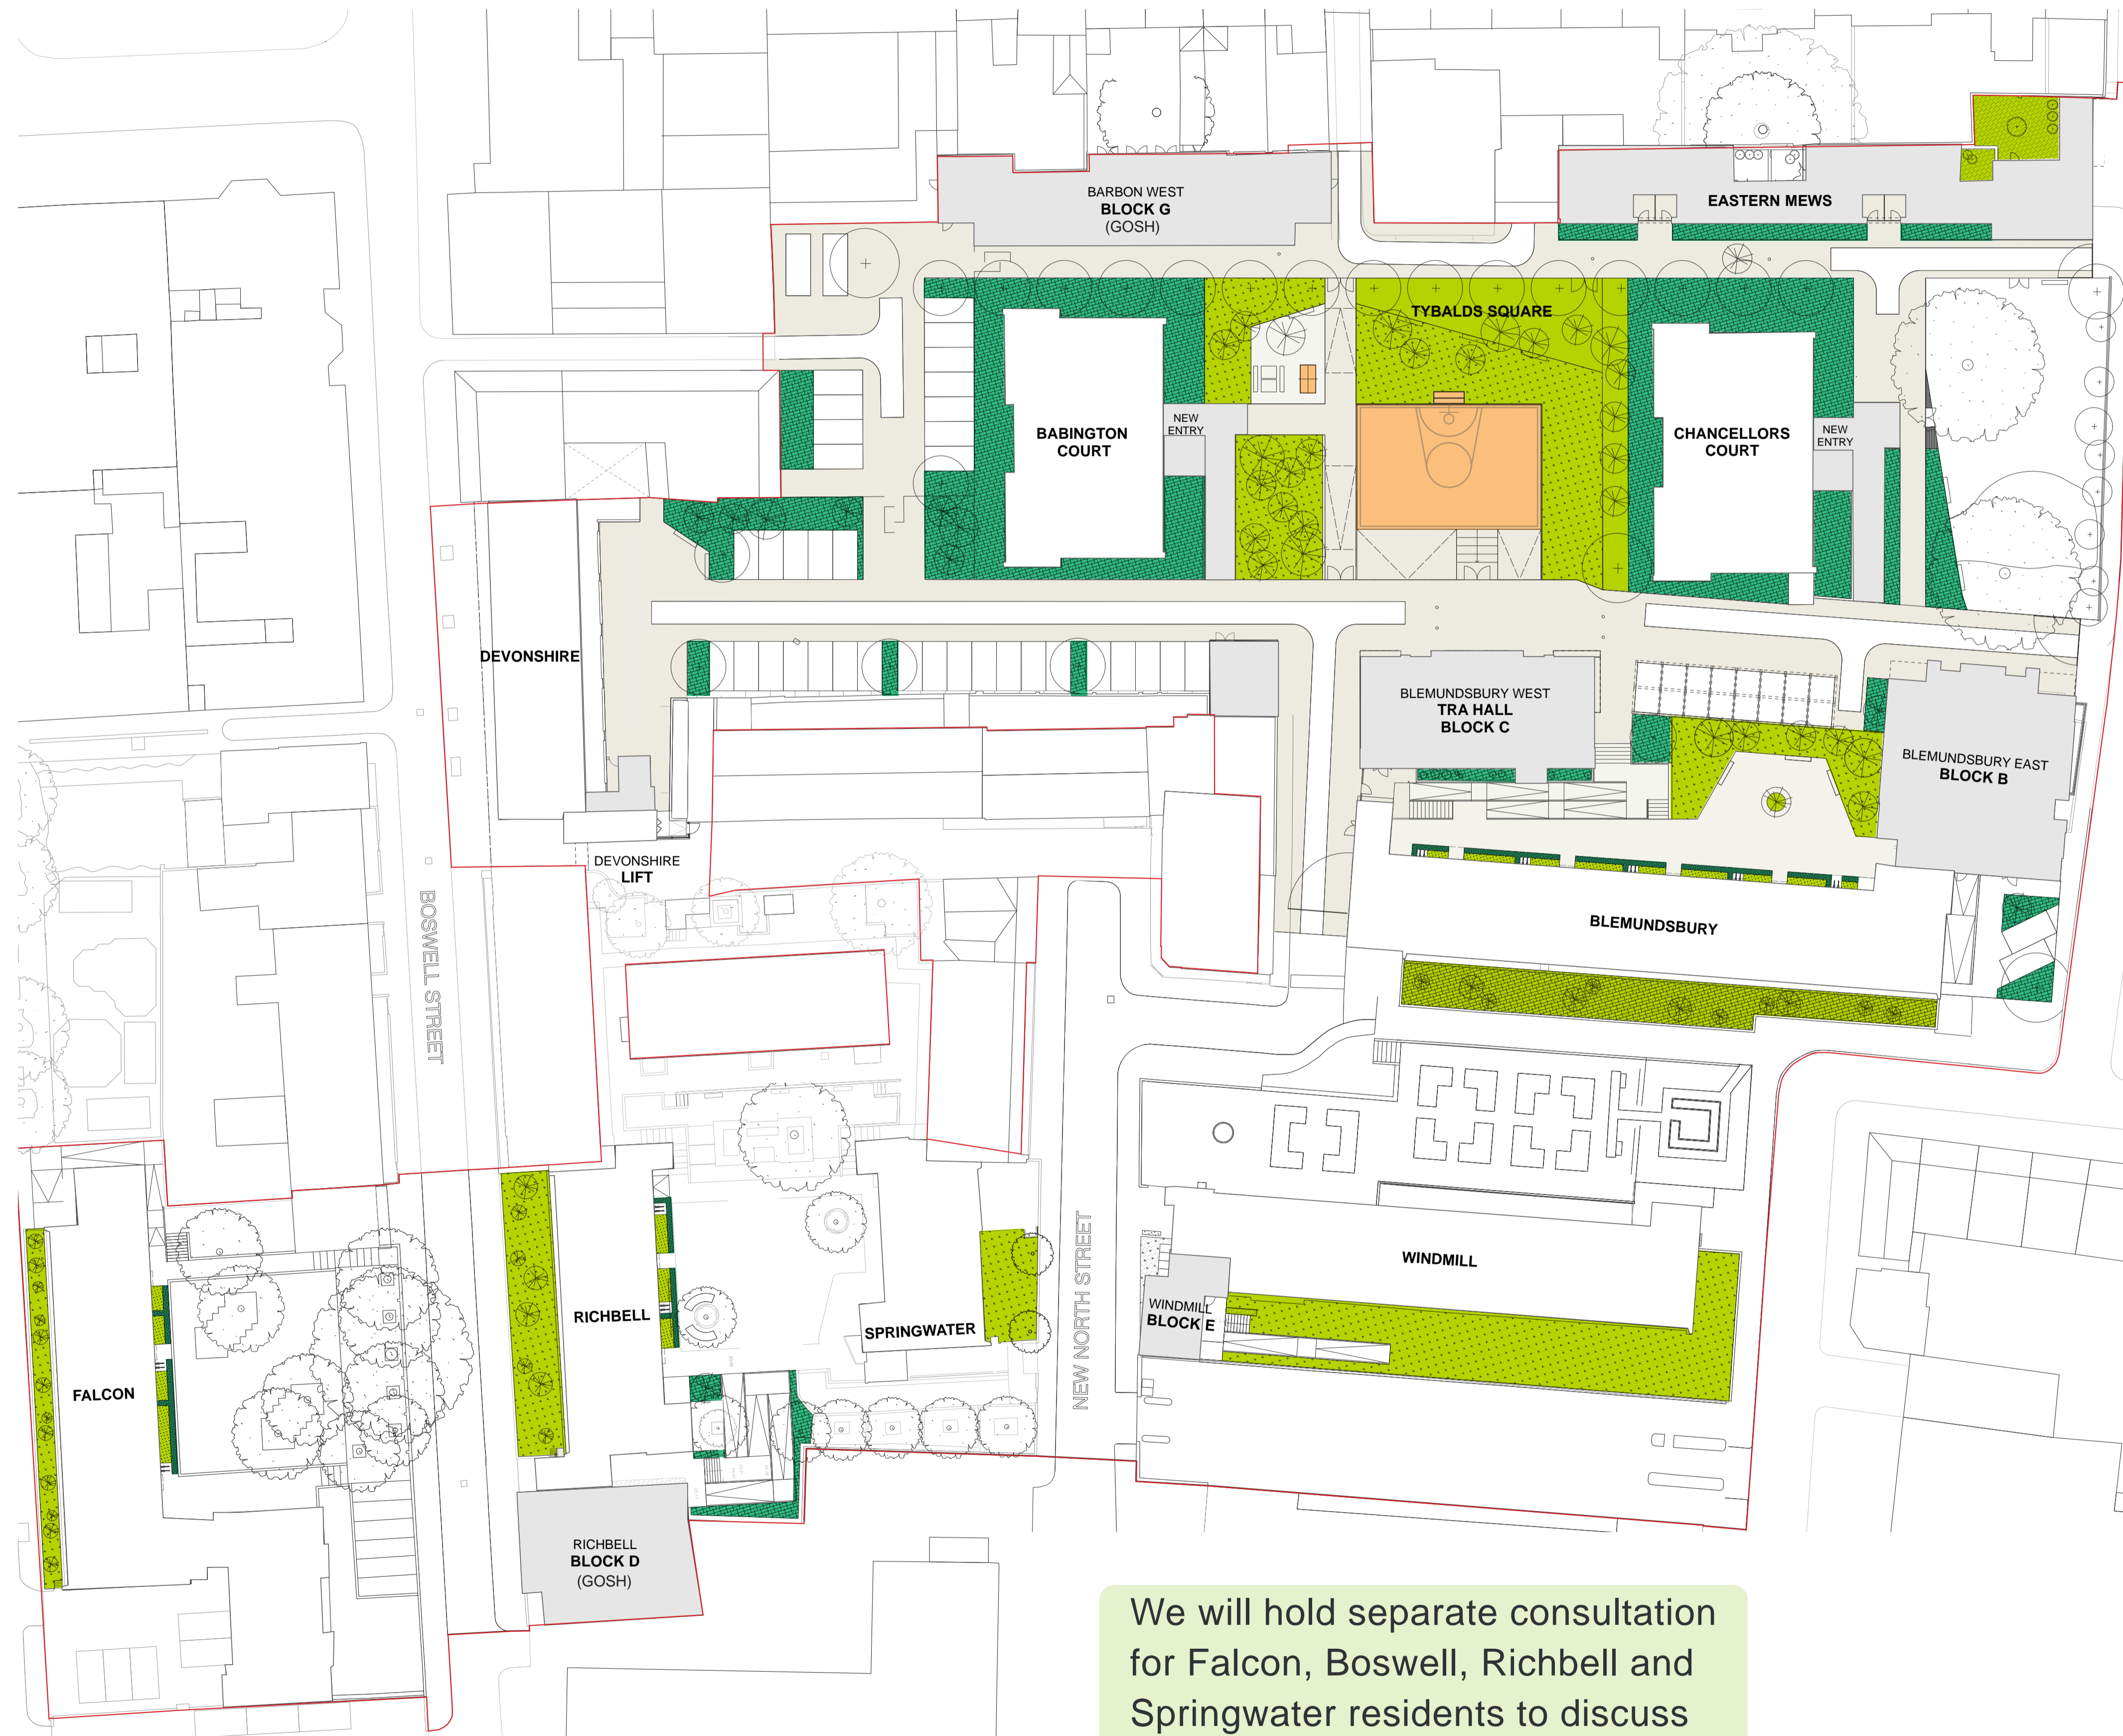 BARBON WEST
BLOCK G
(GOSH)
EASTERN MEWS
TYBALDS SQUARE
BABINGTON
COURT
NEW
ENTRY
CHANCELLORS
COURT
NEW
ENTRY
DEVONSHIRE
BLEMUNDSBURY WEST
TRA HALL
BLOCK C
BLEMUNDSBURY EAST
BLOCK B
DEVONSHIRE
LIFT
BOSWELL STREET
BLEMUNDSBURY
NEW NORTH STREET
WINDMILL
WINDMILL
BLOCK E
RICHBELL
SPRINGWATER
FALCON
RICHBELL
BLOCK D
(GOSH)
We will hold separate consultation
for Falcon, Boswell, Richbell and
Springwater residents to discuss